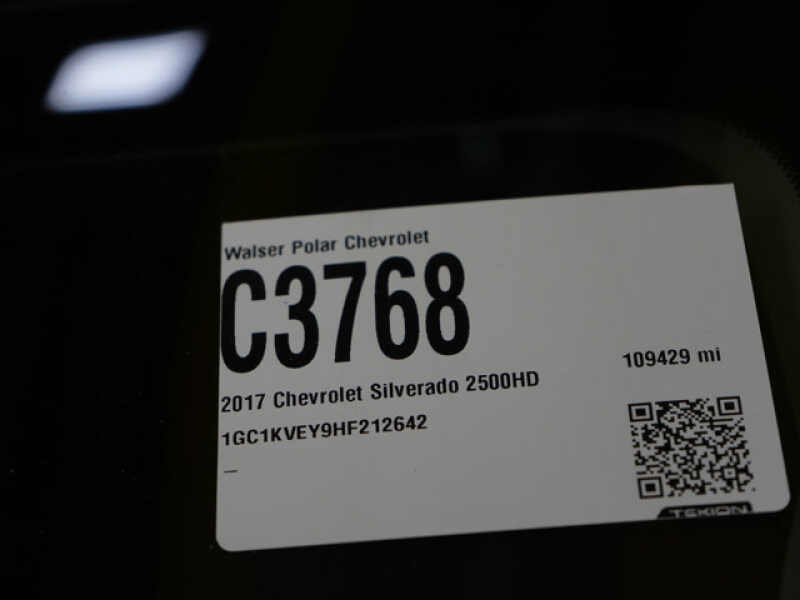 Walser Polar Chevrolet
C3768
2017 Chevrolet Silverado 2500HD
109429 mi
1GC1KVEY9HF212642
–
TEKION